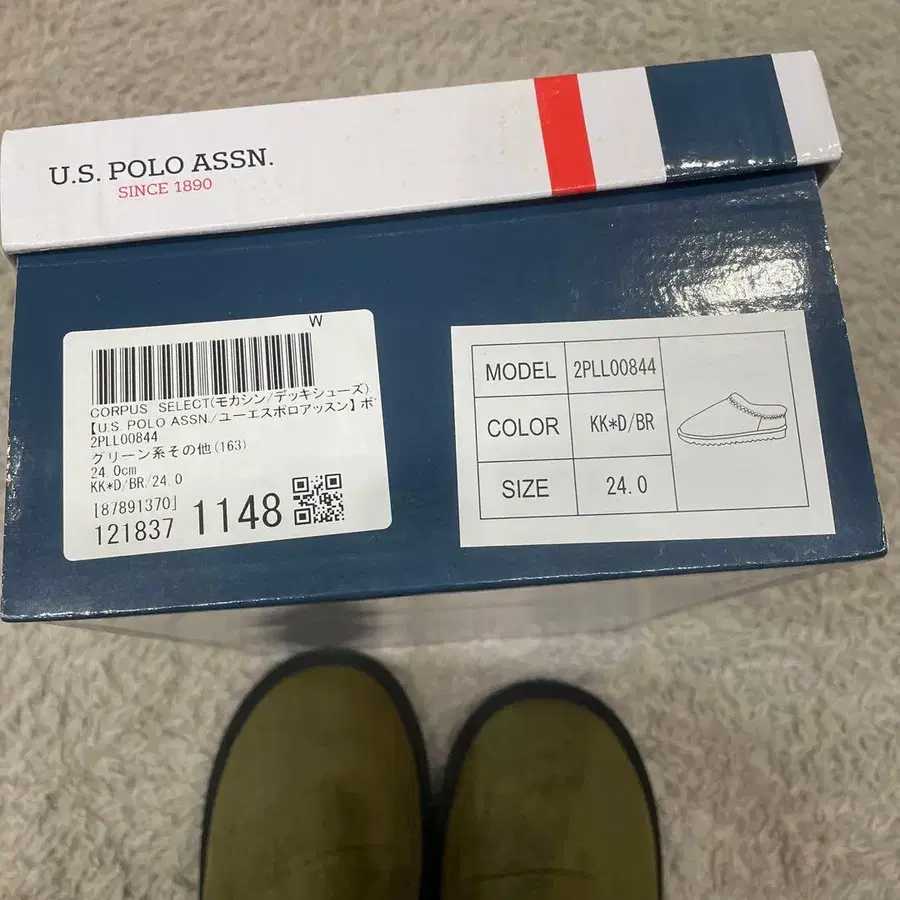 U.S. POLO ASSN.
SINCE 1890
W
CORPUS SELECT(モカシン/デッキシューズ)
【U.S. POLO ASSN./ユーエスポロアッスン】ボ
2PLL00844
グリーン系その他(163)
24.0cm
KK*D/BR/24.0
[87891370]
121837 1148
MODEL 2PLL00844
COLOR KK*D/BR
SIZE 24.0